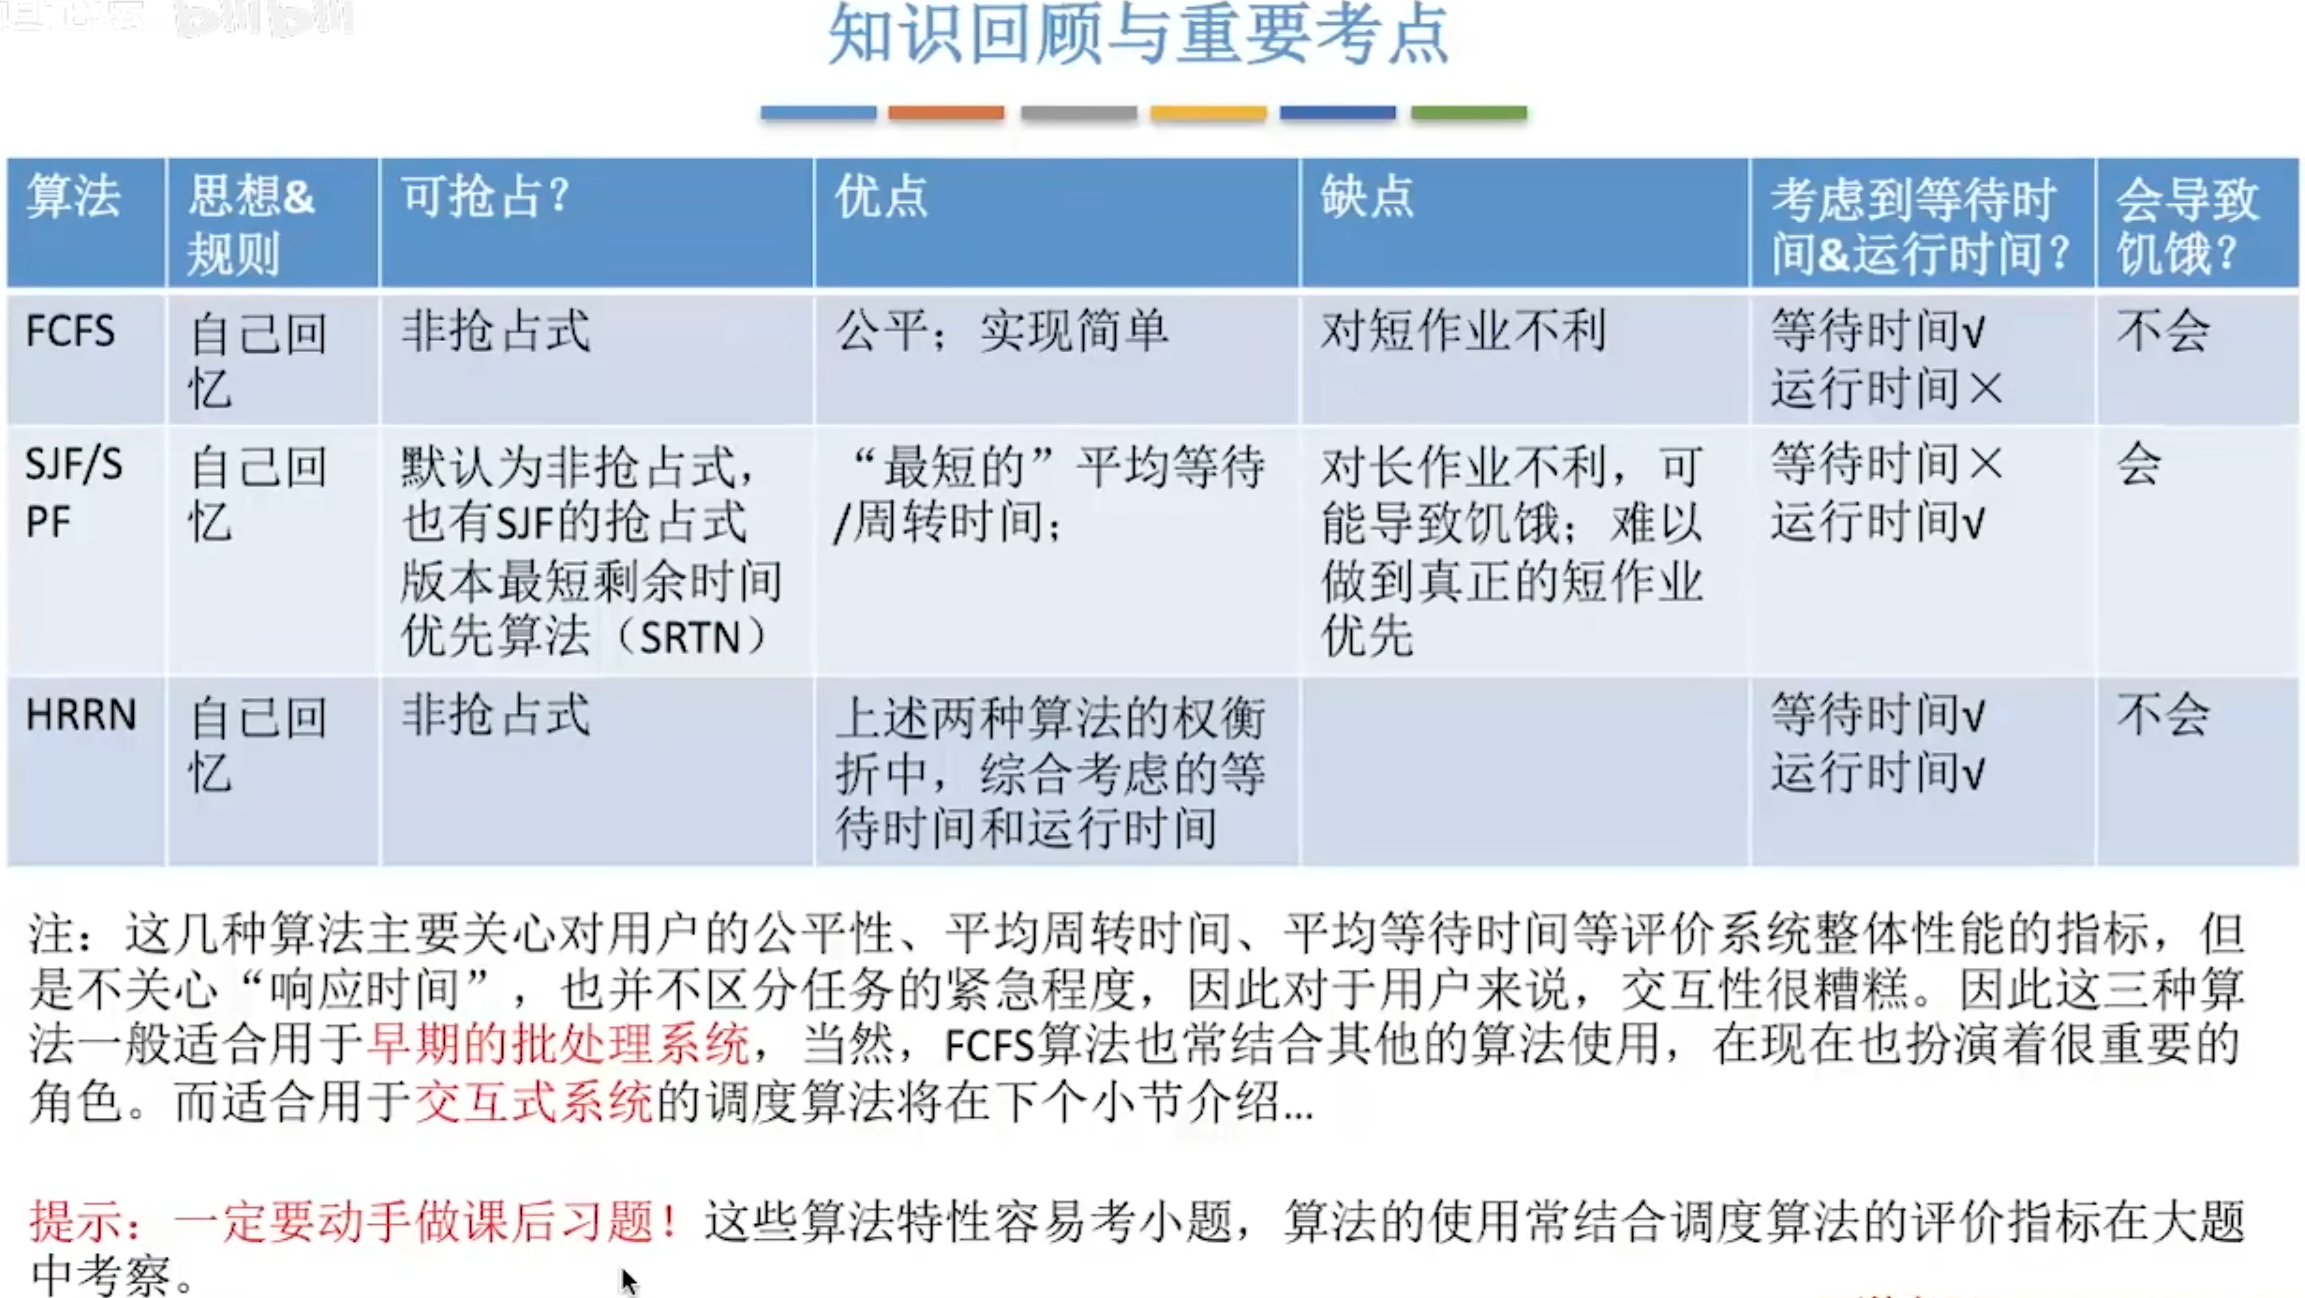 知识回顾与重要考点
算法
思想&
规则
可抢占？
优点
缺点
考虑到等待时
间&运行时间？
会导致
饥饿？
FCFS
自己回
忆
非抢占式
公平；实现简单
对短作业不利
等待时间√
运行时间×
不会
SJF/S
PF
自己回
忆
默认为非抢占式，
也有SJF的抢占式
版本最短剩余时间
优先算法（SRTN）
“最短的”平均等待
/周转时间；
对长作业不利，可
能导致饥饿；难以
做到真正的短作业
优先
等待时间×
运行时间√
会
HRRN
自己回
忆
非抢占式
上述两种算法的权衡
折中，综合考虑的等
待时间和运行时间
等待时间√
运行时间√
不会
注：这几种算法主要关心对用户的公平性、平均周转时间、平均等待时间等评价系统整体性能的指标，但
是不关心“响应时间”，也并不区分任务的紧急程度，因此对于用户来说，交互性很糟糕。因此这三种算
法一般适合用于早期的批处理系统，当然，FCFS算法也常结合其他的算法使用，在现在也扮演着很重要的
角色。而适合用于交互式系统的调度算法将在下个小节介绍...
提示：一定要动手做课后习题！这些算法特性容易考小题，算法的使用常结合调度算法的评价指标在大题
中考察。